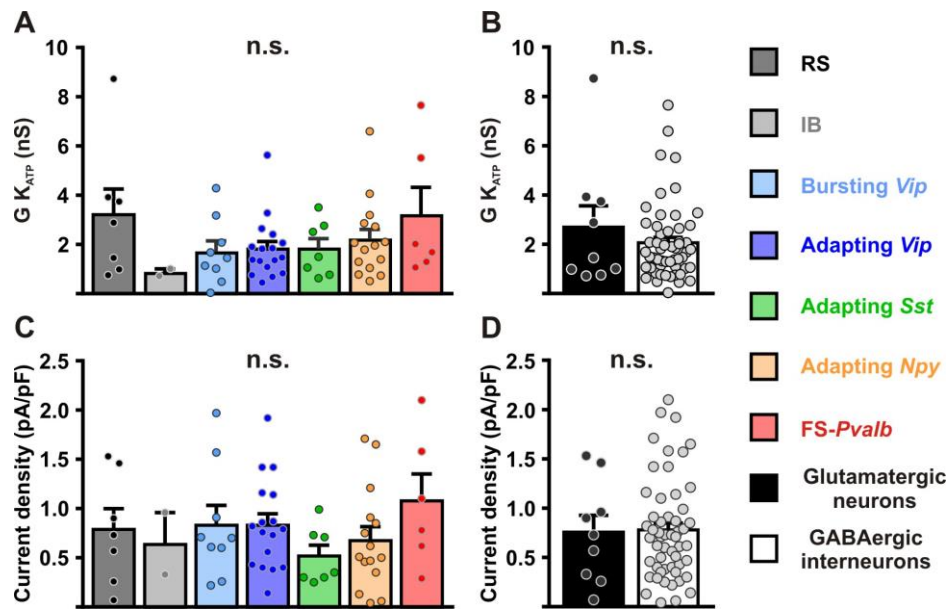 A
n.s.
G K_ATP (nS)
10
8
6
4
2
B
n.s.
G K_ATP (nS)
10
8
6
4
2
C
n.s.
Current density (pA/pF)
2.5
2.0
1.5
1.0
0.5
D
n.s.
Current density (pA/pF)
2.5
2.0
1.5
1.0
0.5
RS
IB
Bursting Vip
Adapting Vip
Adapting Sst
Adapting Npy
FS-Pvalb
Glutamatergic
neurons
GABAergic
interneurons